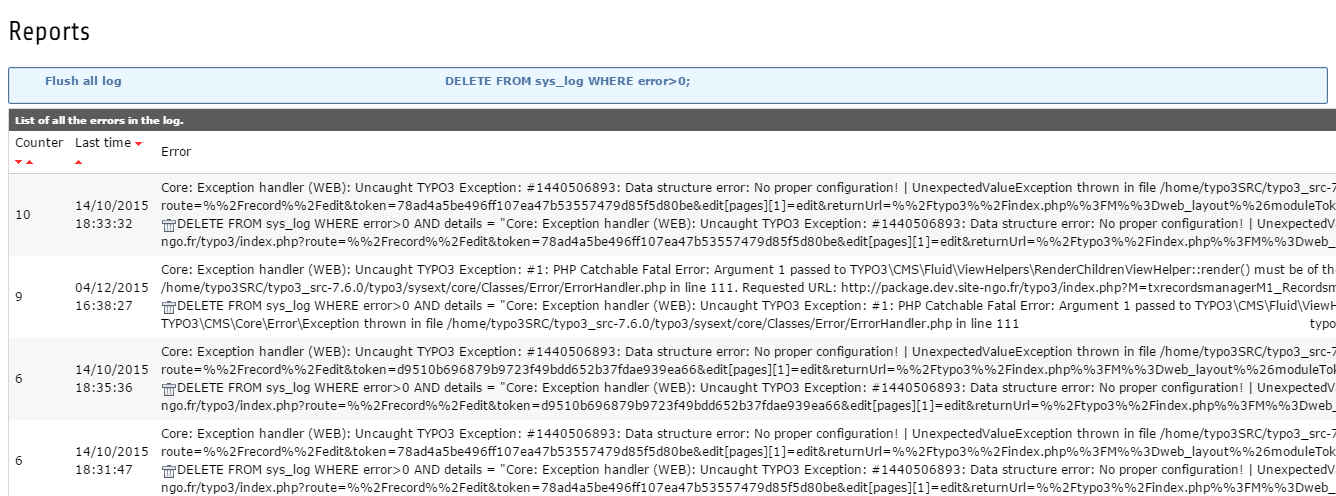 Reports
Flush all log DELETE FROM sys_log WHERE error>0;
List of all the errors in the log.
Counter Last time Error
10 14/10/2015 18:33:32
Core: Exception handler (WEB): Uncaught TYPO3 Exception: #1440506893: Data structure error: No proper configuration! | UnexpectedValueException thrown in file /home/typo3SRC/typo3_src-7
route=%%2Frecord%%2Fedit&token=78ad4a5be496ff107ea47b53557479d85f5d80be&edit[pages][1]=edit&returnUrl=%%2Ftypo3%%2Findex.php%%3FM%%3Dweb_layout%%26moduleTok
DELETE FROM sys_log WHERE error>0 AND details = "Core: Exception handler (WEB): Uncaught TYPO3 Exception: #1440506893: Data structure error: No proper configuration! | UnexpectedV
ngo.fr/typo3/index.php?route=%%2Frecord%%2Fedit&token=78ad4a5be496ff107ea47b53557479d85f5d80be&edit[pages][1]=edit&returnUrl=%%2Ftypo3%%2Findex.php%%3FM%%3Dweb_
9 04/12/2015 16:38:27
Core: Exception handler (WEB): Uncaught TYPO3 Exception: #1: PHP Catchable Fatal Error: Argument 1 passed to TYPO3\CMS\Fluid\ViewHelpers\RenderChildrenViewHelper::render() must be of the
/home/typo3SRC/typo3_src-7.6.0/typo3/sysext/core/Classes/Error/ErrorHandler.php in line 111. Requested URL: http://package.dev.site-ngo.fr/typo3/index.php?M=txrecordsmanagerM1_Recordsm
DELETE FROM sys_log WHERE error>0 AND details = "Core: Exception handler (WEB): Uncaught TYPO3 Exception: #1: PHP Catchable Fatal Error: Argument 1 passed to TYPO3\CMS\Fluid\ViewH
TYPO3\CMS\Core\Error\Exception thrown in file /home/typo3SRC/typo3_src-7.6.0/typo3/sysext/core/Classes/Error/ErrorHandler.php in line 111 typo
6 14/10/2015 18:35:36
Core: Exception handler (WEB): Uncaught TYPO3 Exception: #1440506893: Data structure error: No proper configuration! | UnexpectedValueException thrown in file /home/typo3SRC/typo3_src-7
route=%%2Frecord%%2Fedit&token=d9510b696879b9723f49bdd652b37fdae939ea66&edit[pages][1]=edit&returnUrl=%%2Ftypo3%%2Findex.php%%3FM%%3Dweb_layout%%26moduleTok
DELETE FROM sys_log WHERE error>0 AND details = "Core: Exception handler (WEB): Uncaught TYPO3 Exception: #1440506893: Data structure error: No proper configuration! | UnexpectedV
ngo.fr/typo3/index.php?route=%%2Frecord%%2Fedit&token=d9510b696879b9723f49bdd652b37fdae939ea66&edit[pages][1]=edit&returnUrl=%%2Ftypo3%%2Findex.php%%3FM%%3Dweb_
6 14/10/2015 18:31:47
Core: Exception handler (WEB): Uncaught TYPO3 Exception: #1440506893: Data structure error: No proper configuration! | UnexpectedValueException thrown in file /home/typo3SRC/typo3_src-7
route=%%2Frecord%%2Fedit&token=78ad4a5be496ff107ea47b53557479d85f5d80be&edit[pages][1]=edit&returnUrl=%%2Ftypo3%%2Findex.php%%3FM%%3Dweb_layout%%26moduleTok
DELETE FROM sys_log WHERE error>0 AND details = "Core: Exception handler (WEB): Uncaught TYPO3 Exception: #1440506893: Data structure error: No proper configuration! | UnexpectedV
ngo.fr/typo3/index.php?route=%%2Frecord%%2Fedit&token=78ad4a5be496ff107ea47b53557479d85f5d80be&edit[pages][1]=edit&returnUrl=%%2Ftypo3%%2Findex.php%%3FM%%3Dweb_